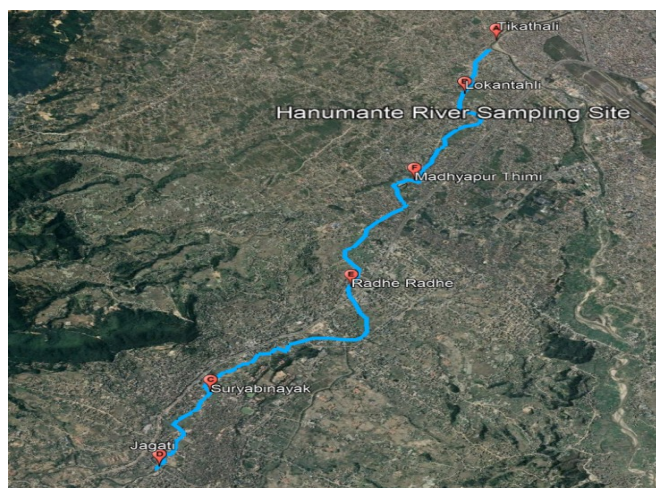 Tikathali
Lokantahli
Hanumante River Sampling Site
Madhyapur Thimi
Radhe Radhe
Suryabinayak
Jagati